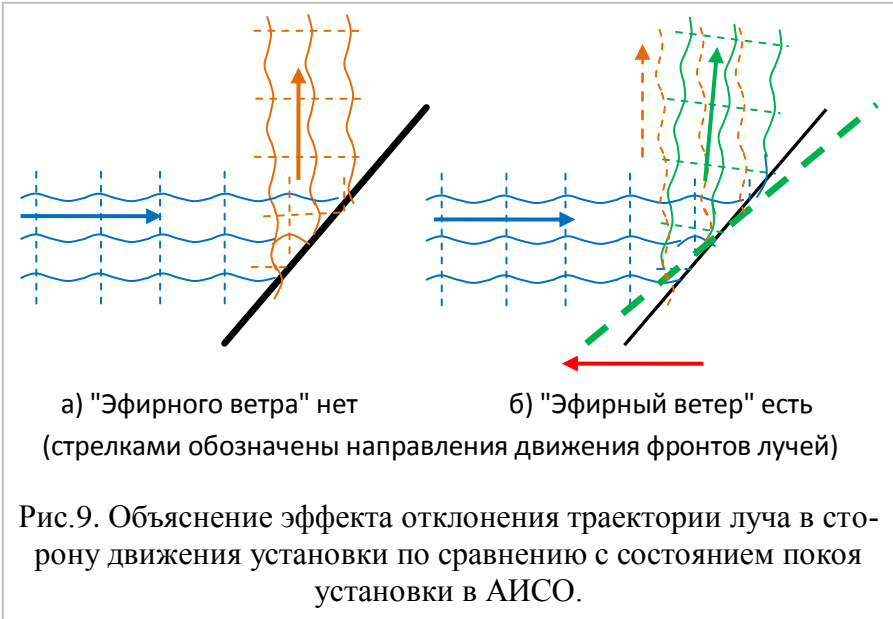 а) "Эфирного ветра" нет
б) "Эфирный ветер" есть
(стрелками обозначены направления движения фронтов лучей)
Рис.9. Объяснение эффекта отклонения траектории луча в сто-
рону движения установки по сравнению с состоянием покоя
установки в АИСО.